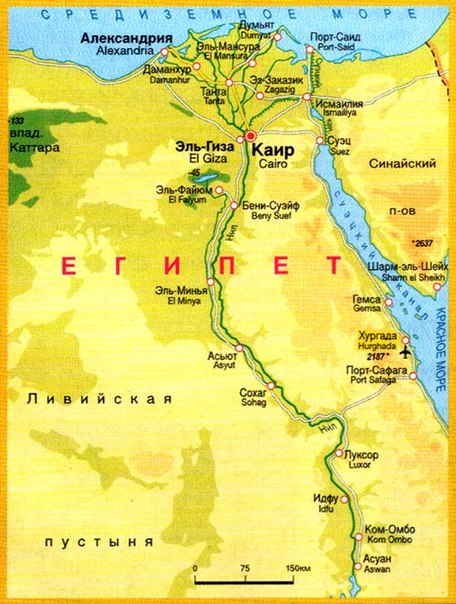 СРЕДИЗЕМНОЕ МОРЕ
Думьят
Dumyat
Александрия
Alexandria
Порт-Саид
Port-Said
Эль-Мансура
El Mansura
Даманхур
Damanhur
Эз-Заказик
Zagazig
Танта
Tanta
Суэцкий кан.
Исмаилия
Ismailiya
-133
впад.
Каттара
Эль-Гиза
El Giza
Каир
Cairo
Суэц
Suez
Синайский
п-ов
-45
Эль-Файюм
El Faiyum
Бени-Суэйф
Beny Suef
Нил
суэцкий канал
*2637
ЕГИПЕТ
Шарм-эль-Шейх
Sharm el Sheikh
Эль-Минья
El Minya
Гемса
Gemsa
КРАСНОЕ МОРЕ
Хургада
Hurghada
2187*
Асьют
Asyut
Порт-Сафага
Port Safaga
Сохаг
Sohag
Ливийская
Нил
Луксор
Luxor
Идфу
Idfu
пустыня
Ком-Омбо
Kom Ombo
Асуан
Aswan
0 75 150км